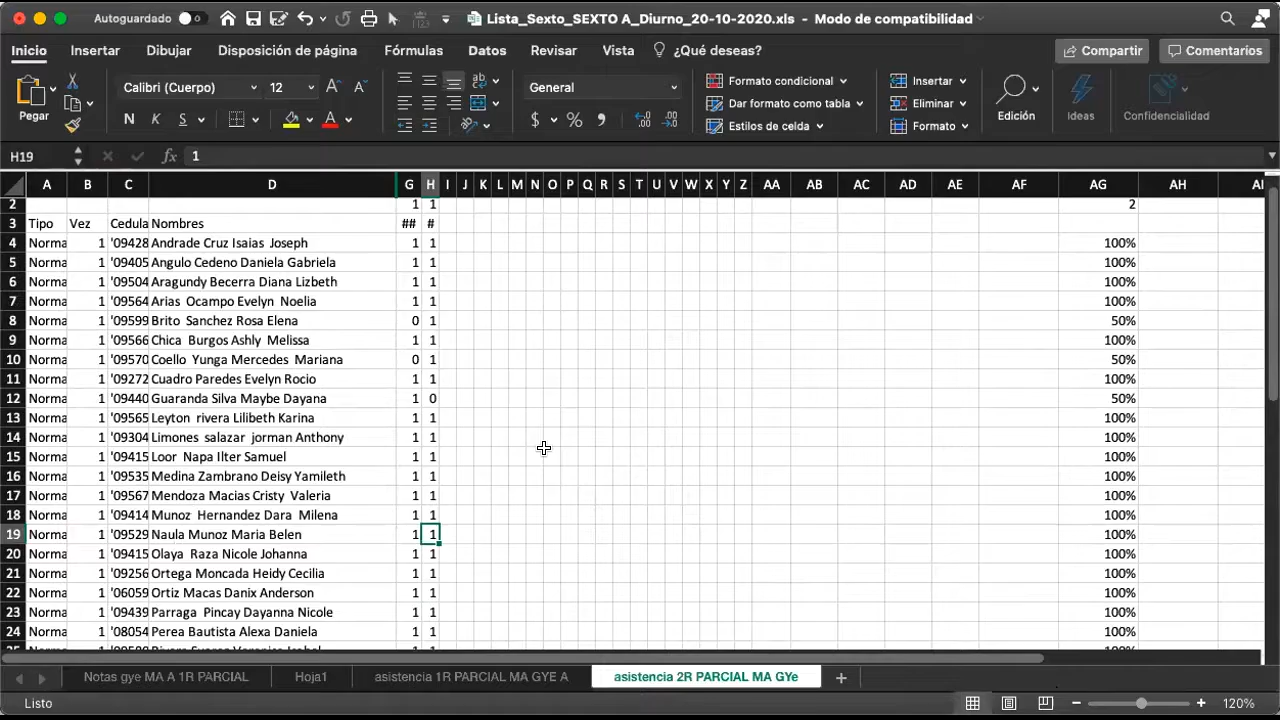 Autoguardado
Lista_Sexto_SEXTO A_Diurno_20-10-2020.xls - Modo de compatibilidad
Inicio Insertar Dibujar Disposición de página Fórmulas Datos Revisar Vista ¿Qué deseas? Compartir Comentarios
Pegar
Calibri (Cuerpo) 12
N K S
General
$ % ,
Formato condicional
Dar formato como tabla
Estilos de celda
Insertar
Eliminar
Formato
Edición
Ideas
Confidencialidad
H19 fx 1
A B C D G H I J K L M N O P Q R S T U V W X Y Z AA AB AC AD AE AF AG AH
2 1 1 2
3 Tipo Vez Cedula Nombres ## #
4 Norma 1 '09428 Andrade Cruz Isaias Joseph 1 1 100%
5 Norma 1 '09405 Angulo Cedeno Daniela Gabriela 1 1 100%
6 Norma 1 '09504 Aragundy Becerra Diana Lizbeth 1 1 100%
7 Norma 1 '09564 Arias Ocampo Evelyn Noelia 1 1 100%
8 Norma 1 '09599 Brito Sanchez Rosa Elena 0 1 50%
9 Norma 1 '09566 Chica Burgos Ashly Melissa 1 1 100%
10 Norma 1 '09570 Coello Yunga Mercedes Mariana 0 1 50%
11 Norma 1 '09272 Cuadro Paredes Evelyn Rocio 1 1 100%
12 Norma 1 '09440 Guaranda Silva Maybe Dayana 1 0 50%
13 Norma 1 '09565 Leyton rivera Lilibeth Karina 1 1 100%
14 Norma 1 '09304 Limones salazar jorman Anthony 1 1 100%
15 Norma 1 '09415 Loor Napa Ilter Samuel 1 1 100%
16 Norma 1 '09535 Medina Zambrano Deisy Yamileth 1 1 100%
17 Norma 1 '09567 Mendoza Macias Cristy Valeria 1 1 100%
18 Norma 1 '09414 Munoz Hernandez Dara Milena 1 1 100%
19 Norma 1 '09529 Naula Munoz Maria Belen 1 1 100%
20 Norma 1 '09415 Olaya Raza Nicole Johanna 1 1 100%
21 Norma 1 '09256 Ortega Moncada Heidy Cecilia 1 1 100%
22 Norma 1 '06059 Ortiz Macas Danix Anderson 1 1 100%
23 Norma 1 '09439 Parraga Pincay Dayanna Nicole 1 1 100%
24 Norma 1 '08054 Perea Bautista Alexa Daniela 1 1 100%
Notas gye MA A 1R PARCIAL Hoja1 asistencia 1R PARCIAL MA GYE A asistencia 2R PARCIAL MA GYe +
Listo 120%